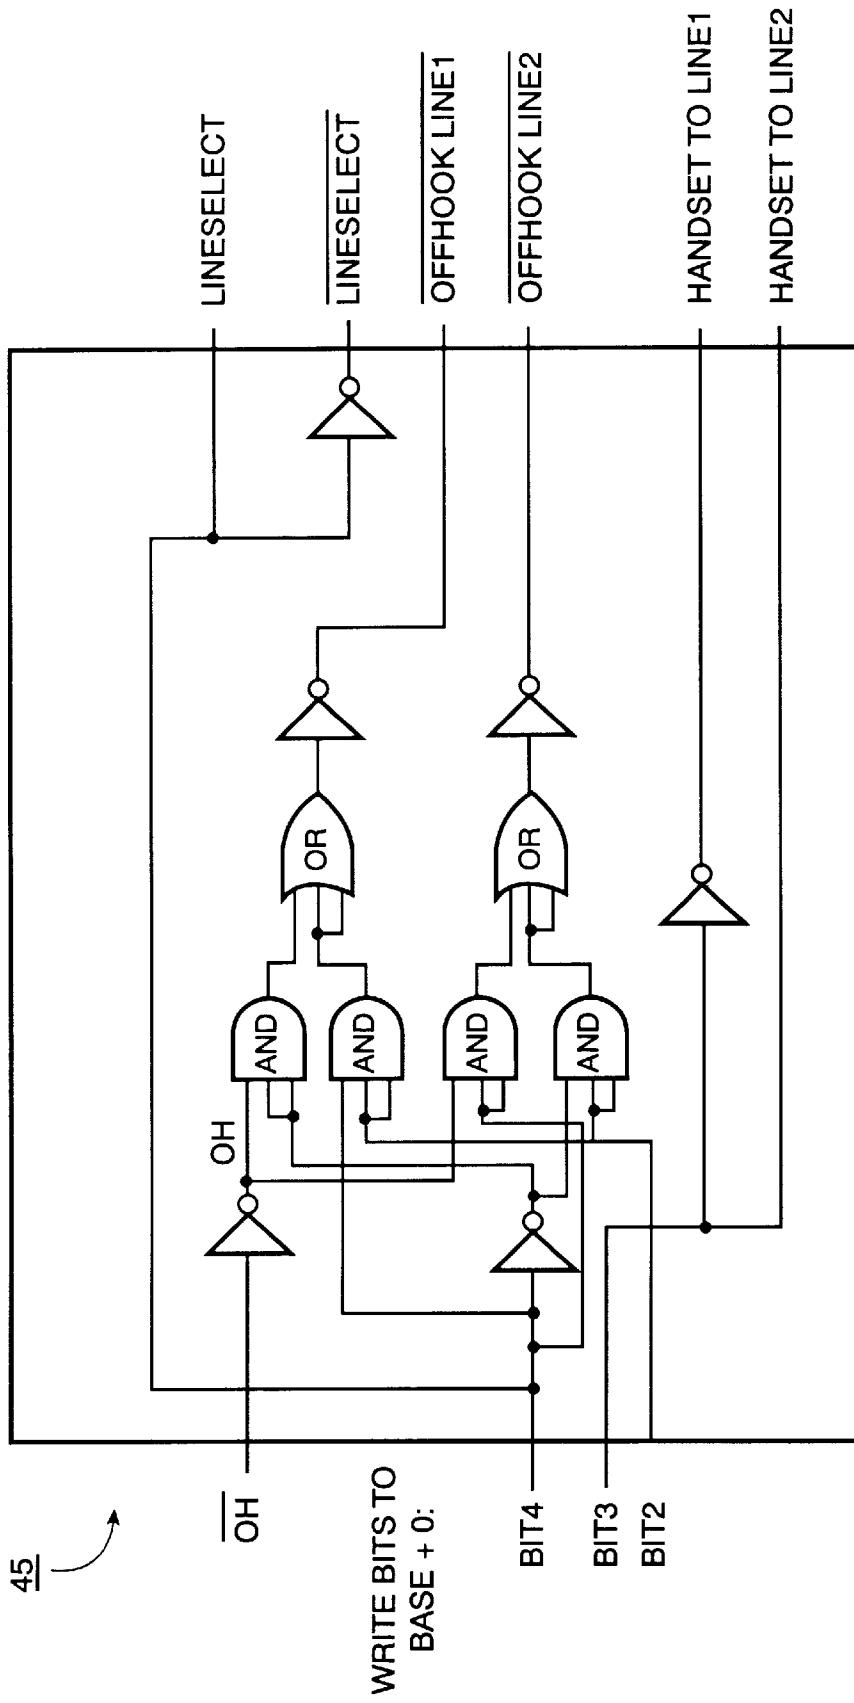 45
OH
WRITE BITS TO
BASE + 0:
BIT4
BIT3
BIT2
OH
AND
AND
AND
AND
OR
OR
LINESELECT
LINESELECT
OFFHOOK LINE1
OFFHOOK LINE2
HANDSET TO LINE1
HANDSET TO LINE2